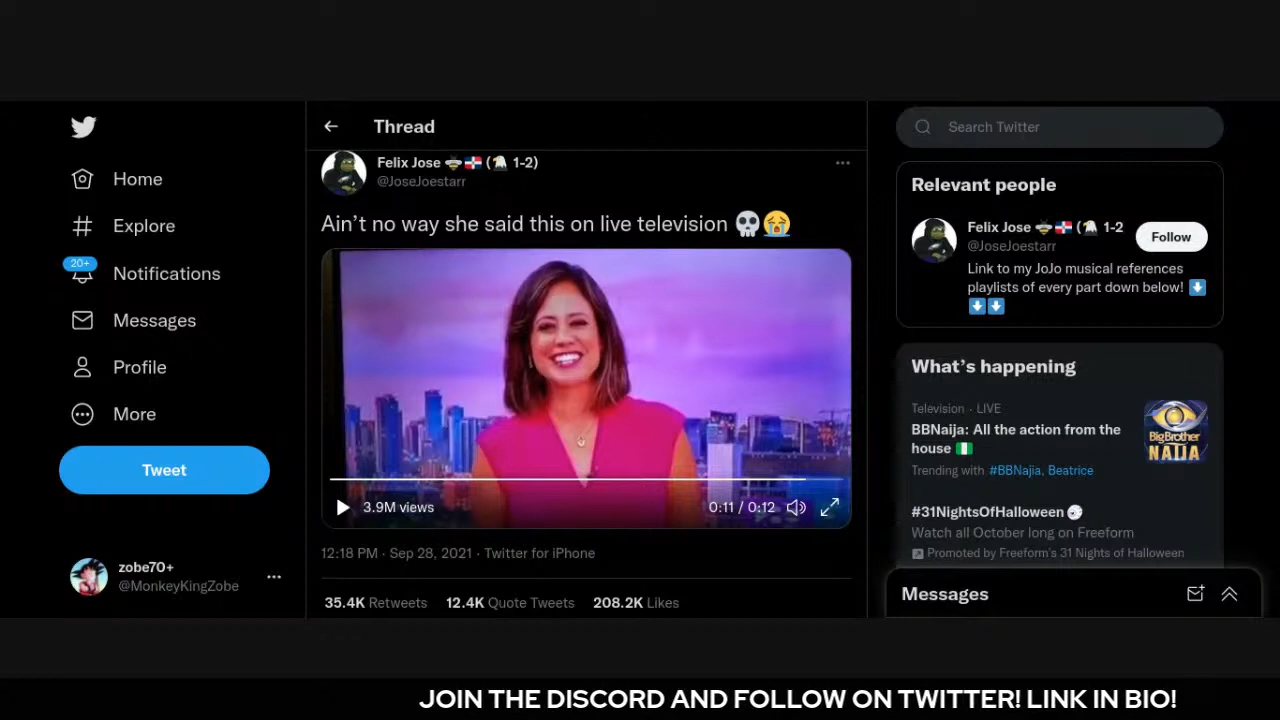 Home
Explore
20+
Notifications
Messages
Profile
More
Tweet
zobe70+
@MonkeyKingZobe
Thread
Felix Jose 🐝🇩🇴 (🦅 1-2)
@JoseJoestarr
Ain’t no way she said this on live television 💀😭
3.9M views
0:11 / 0:12
12:18 PM · Sep 28, 2021 · Twitter for iPhone
35.4K Retweets 12.4K Quote Tweets 208.2K Likes
Search Twitter
Relevant people
Felix Jose 🐝🇩🇴 (🦅 1-2
@JoseJoestarr
Follow
Link to my JoJo musical references
playlists of every part down below! ⬇️
⬇️⬇️
What’s happening
Television · LIVE
BBNaija: All the action from the
house 🇳🇬
Trending with #BBNajia, Beatrice
Big Brother
NAIJA
#31NightsOfHalloween
Watch all October long on Freeform
Promoted by Freeform's 31 Nights of Halloween
Messages
JOIN THE DISCORD AND FOLLOW ON TWITTER! LINK IN BIO!